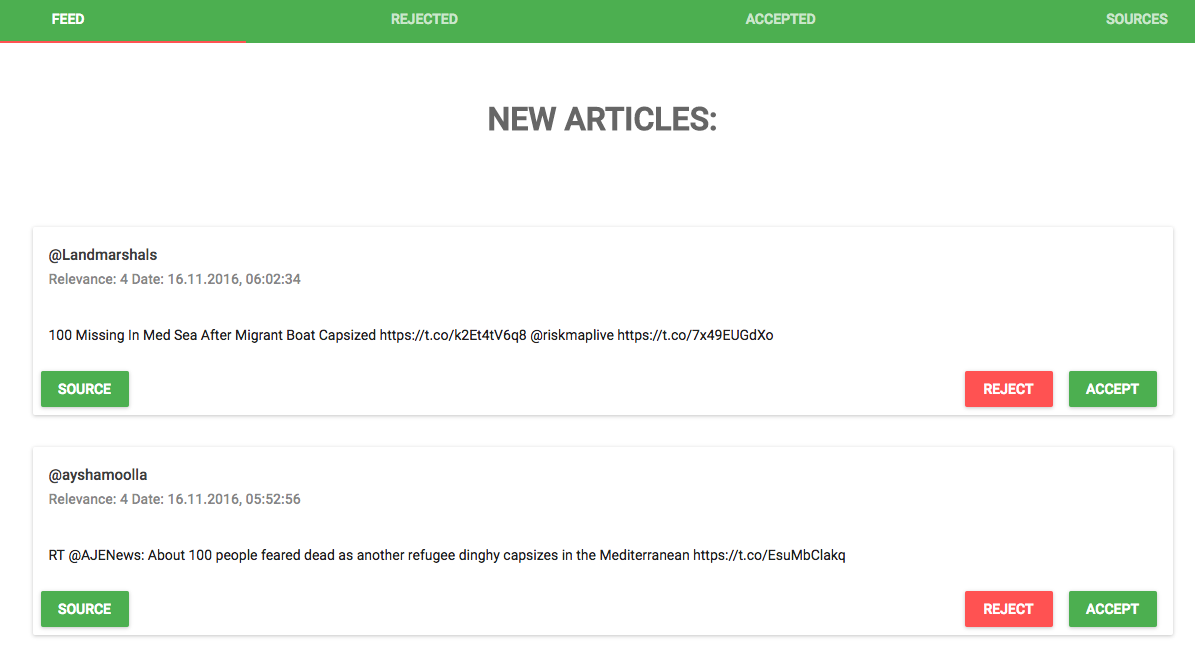 FEED REJECTED ACCEPTED SOURCES
NEW ARTICLES:
@Landmarshals
Relevance: 4 Date: 16.11.2016, 06:02:34
100 Missing In Med Sea After Migrant Boat Capsized https://t.co/k2Et4tV6q8 @riskmaplive https://t.co/7x49EUGdXo
SOURCE REJECT ACCEPT
@ayshamoolla
Relevance: 4 Date: 16.11.2016, 05:52:56
RT @AJENews: About 100 people feared dead as another refugee dinghy capsizes in the Mediterranean https://t.co/EsuMbClakq
SOURCE REJECT ACCEPT